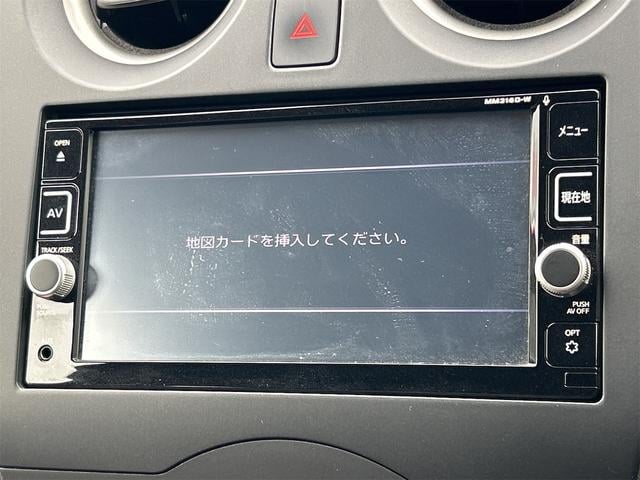 MM316D-W
OPEN
メニュー
AV
現在地
地図カードを挿入してください。
TRACK/SEEK
音量
PUSH
AV OFF
OPT